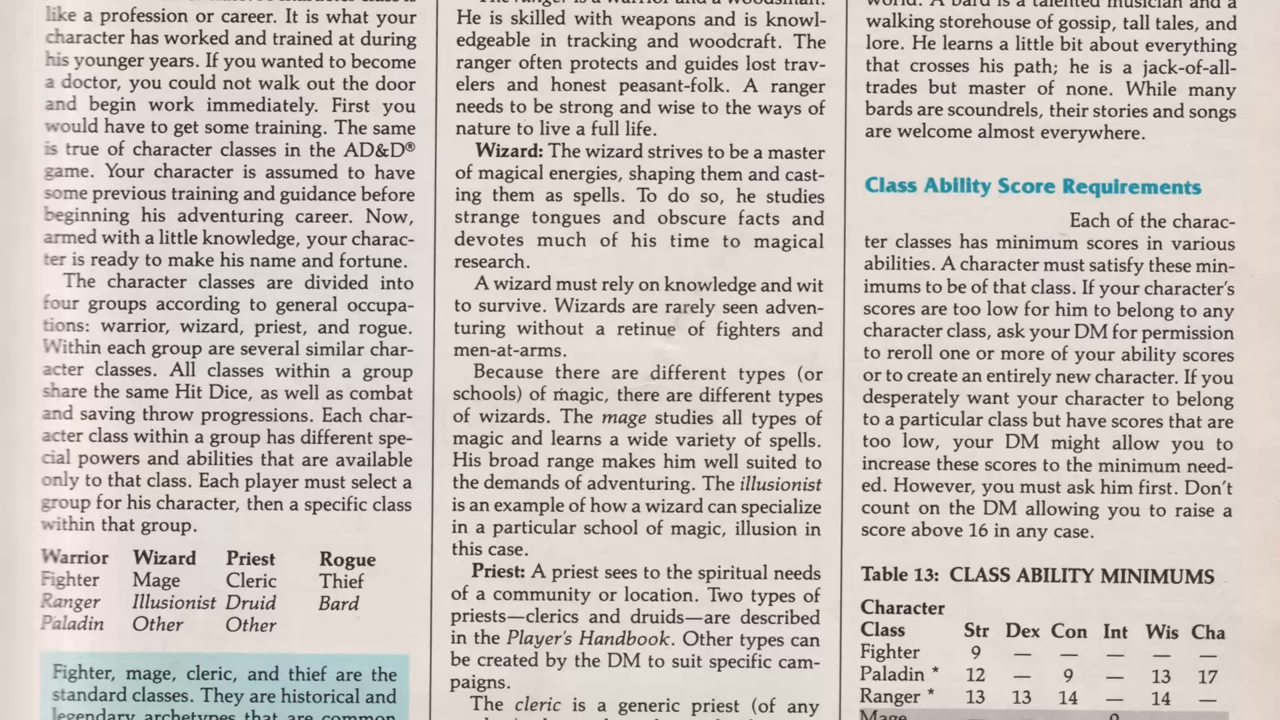 like a profession or career. It is what your
character has worked and trained at during
his younger years. If you wanted to become
a doctor, you could not walk out the door
and begin work immediately. First you
would have to get some training. The same
is true of character classes in the AD&D®
game. Your character is assumed to have
some previous training and guidance before
beginning his adventuring career. Now,
armed with a little knowledge, your charac-
ter is ready to make his name and fortune.
The character classes are divided into
four groups according to general occupa-
tions: warrior, wizard, priest, and rogue.
Within each group are several similar char-
acter classes. All classes within a group
share the same Hit Dice, as well as combat
and saving throw progressions. Each char-
acter class within a group has different spe-
cial powers and abilities that are available
only to that class. Each player must select a
group for his character, then a specific class
within that group.
Warrior Wizard Priest Rogue
Fighter Mage Cleric Thief
Ranger Illusionist Druid Bard
Paladin Other Other
Fighter, mage, cleric, and thief are the
standard classes. They are historical and
legendary archetypes that are common
The ranger is a warrior and a woodsman.
He is skilled with weapons and is knowl-
edgeable in tracking and woodcraft. The
ranger often protects and guides lost trav-
elers and honest peasant-folk. A ranger
needs to be strong and wise to the ways of
nature to live a full life.
Wizard: The wizard strives to be a master
of magical energies, shaping them and cast-
ing them as spells. To do so, he studies
strange tongues and obscure facts and
devotes much of his time to magical
research.
A wizard must rely on knowledge and wit
to survive. Wizards are rarely seen adven-
turing without a retinue of fighters and
men-at-arms.
Because there are different types (or
schools) of magic, there are different types
of wizards. The mage studies all types of
magic and learns a wide variety of spells.
His broad range makes him well suited to
the demands of adventuring. The illusionist
is an example of how a wizard can specialize
in a particular school of magic, illusion in
this case.
Priest: A priest sees to the spiritual needs
of a community or location. Two types of
priests—clerics and druids—are described
in the Player's Handbook. Other types can
be created by the DM to suit specific cam-
paigns.
The cleric is a generic priest (of any
world. A bard is a talented musician and a
walking storehouse of gossip, tall tales, and
lore. He learns a little bit about everything
that crosses his path; he is a jack-of-all-
trades but master of none. While many
bards are scoundrels, their stories and songs
are welcome almost everywhere.
Class Ability Score Requirements
Each of the charac-
ter classes has minimum scores in various
abilities. A character must satisfy these min-
imums to be of that class. If your character's
scores are too low for him to belong to any
character class, ask your DM for permission
to reroll one or more of your ability scores
or to create an entirely new character. If you
desperately want your character to belong
to a particular class but have scores that are
too low, your DM might allow you to
increase these scores to the minimum need-
ed. However, you must ask him first. Don't
count on the DM allowing you to raise a
score above 16 in any case.
Table 13: CLASS ABILITY MINIMUMS
Character
Class Str Dex Con Int Wis Cha
Fighter 9 — — — — —
Paladin * 12 — 9 — 13 17
Ranger * 13 13 14 — 14 —
Mage — — — 9 — —